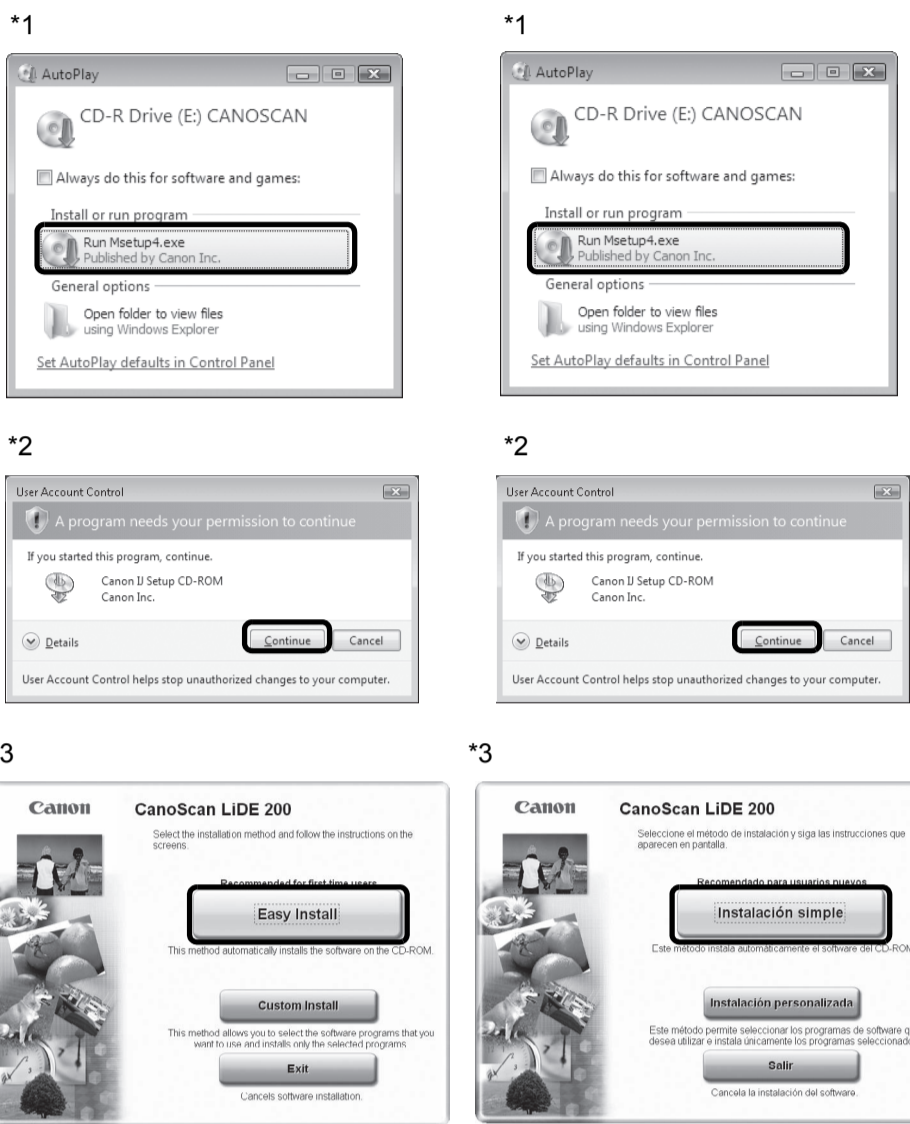 *1
AutoPlay
CD-R Drive (E:) CANOSCAN
Always do this for software and games:
Install or run program
Run Msetup4.exe
Published by Canon Inc.
General options
Open folder to view files
using Windows Explorer
Set AutoPlay defaults in Control Panel
*1
AutoPlay
CD-R Drive (E:) CANOSCAN
Always do this for software and games:
Install or run program
Run Msetup4.exe
Published by Canon Inc.
General options
Open folder to view files
using Windows Explorer
Set AutoPlay defaults in Control Panel
*2
User Account Control
A program needs your permission to continue
If you started this program, continue.
Canon IJ Setup CD-ROM
Canon Inc.
Details
Continue
Cancel
User Account Control helps stop unauthorized changes to your computer.
*2
User Account Control
A program needs your permission to continue
If you started this program, continue.
Canon IJ Setup CD-ROM
Canon Inc.
Details
Continue
Cancel
User Account Control helps stop unauthorized changes to your computer.
3
Canon
CanoScan LiDE 200
Select the installation method and follow the instructions on the
screens.
Recommended for first time users
Easy Install
This method automatically installs the software on the CD-ROM.
Custom Install
This method allows you to select the software programs that you
want to use and installs only the selected programs
Exit
Cancels software installation.
*3
Canon
CanoScan LiDE 200
Seleccione el método de instalación y siga las instrucciones que
aparecen en pantalla.
Recomendado para usuarios nuevos
Instalación simple
Este método instala automáticamente el software del CD-ROM
Instalación personalizada
Este método permite seleccionar los programas de software q
desea utilizar e instala únicamente los programas seleccionado
Salir
Cancela la instalación del software.